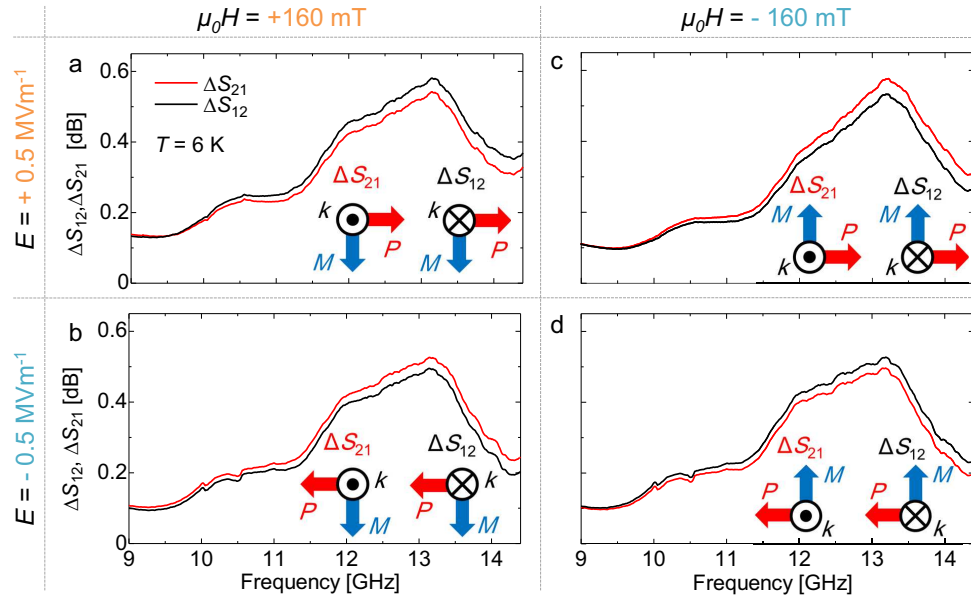 μ₀H = +160 mT
μ₀H = - 160 mT
E = + 0.5 MVm⁻¹
ΔS₁₂,ΔS₂₁ [dB]
0.6
0.4
0.2
0
a
ΔS₂₁
ΔS₁₂
T = 6 K
ΔS₂₁
ΔS₁₂
k
P
M
k
P
M
c
ΔS₂₁
ΔS₁₂
M
P
k
M
P
k
E = - 0.5 MVm⁻¹
ΔS₁₂, ΔS₂₁ [dB]
0.6
0.4
0.2
0
b
ΔS₂₁
ΔS₁₂
P
k
M
P
k
M
9 10 11 12 13 14
Frequency [GHz]
d
ΔS₂₁
ΔS₁₂
M
P
k
M
P
k
9 10 11 12 13 14
Frequency [GHz]